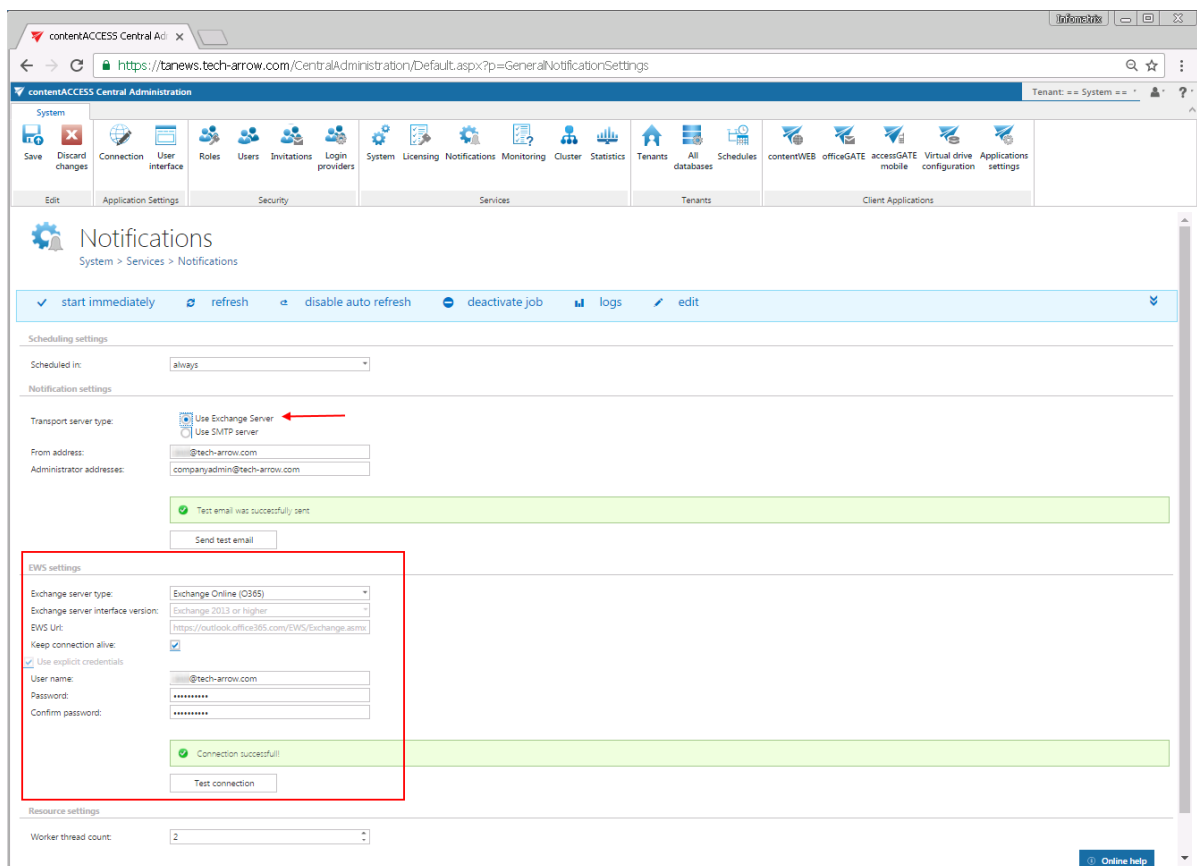 Infomatrix
contentACCESS Central Ad
https://tanews.tech-arrow.com/CentralAdministration/Default.aspx?p=GeneralNotificationSettings
contentACCESS Central Administration
Tenant: == System ==
?
System
Save
Discard changes
Connection
User interface
Roles
Users
Invitations
Login providers
System
Licensing
Notifications
Monitoring
Cluster
Statistics
Tenants
All databases
Schedules
contentWEB
officeGATE
accessGATE mobile
Virtual drive configuration
Applications settings
Edit
Application Settings
Security
Services
Tenants
Client Applications
Notifications
System > Services > Notifications
start immediately
refresh
disable auto refresh
deactivate job
logs
edit
Scheduling settings
Scheduled in: always
Notification settings
Transport server type: Use Exchange Server
Use SMTP server
From address: @tech-arrow.com
Administrator addresses: companyadmin@tech-arrow.com
Test email was successfully sent
Send test email
EWS settings
Exchange server type: Exchange Online (O365)
Exchange server interface version: Exchange 2013 or higher
EWS Url: https://outlook.office365.com/EWS/Exchange.asmx
Keep connection alive:
Use explicit credentials
User name: @tech-arrow.com
Password: ••••••••••
Confirm password: ••••••••••
Connection successfull!
Test connection
Resource settings
Worker thread count: 2
Online help